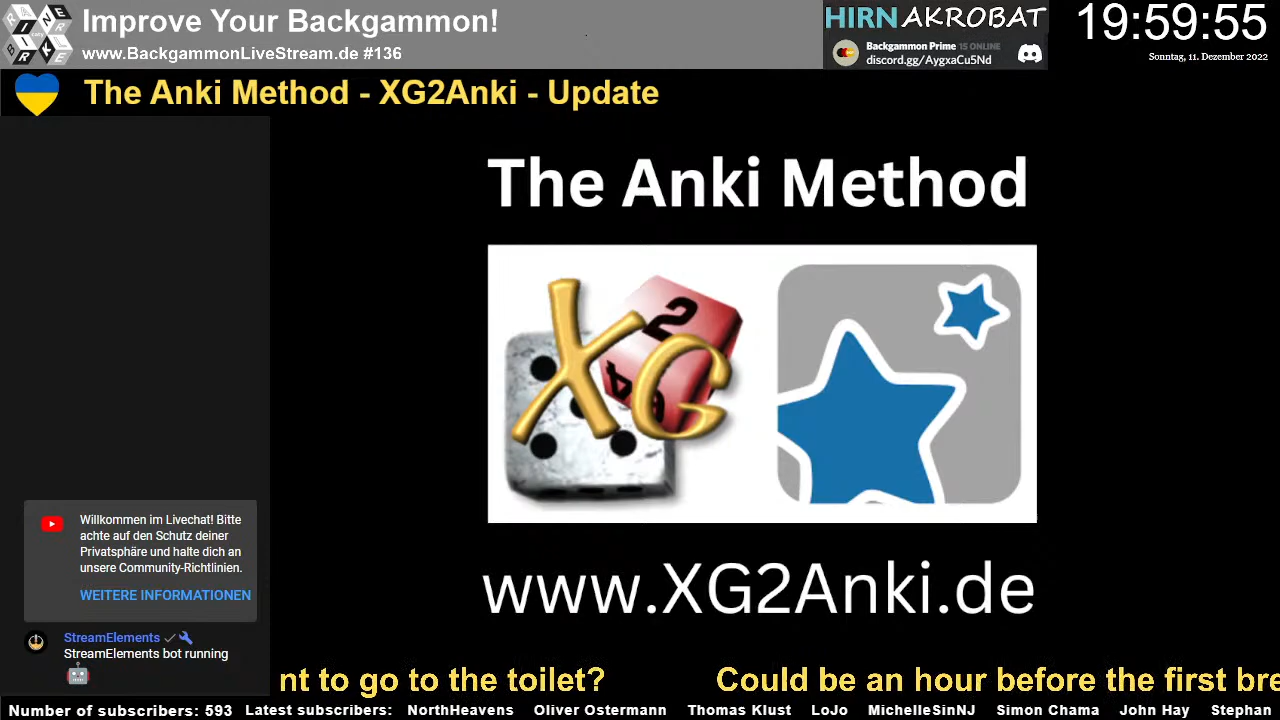 Improve Your Backgammon!
www.BackgammonLiveStream.de #136
HIRNAKROBAT
Backgammon Prime 15 ONLINE
discord.gg/AygxaCu5Nd
19:59:55
Sonntag, 11. Dezember 2022
The Anki Method - XG2Anki - Update
The Anki Method
XG
2
4
www.XG2Anki.de
Willkommen im Livechat! Bitte
achte auf den Schutz deiner
Privatsphäre und halte dich an
unsere Community-Richtlinien.
WEITERE INFORMATIONEN
StreamElements
StreamElements bot running
nt to go to the toilet? Could be an hour before the first bre
Number of subscribers: 593 Latest subscribers: NorthHeavens Oliver Ostermann Thomas Klust LoJo MichelleSinNJ Simon Chama John Hay Stephan